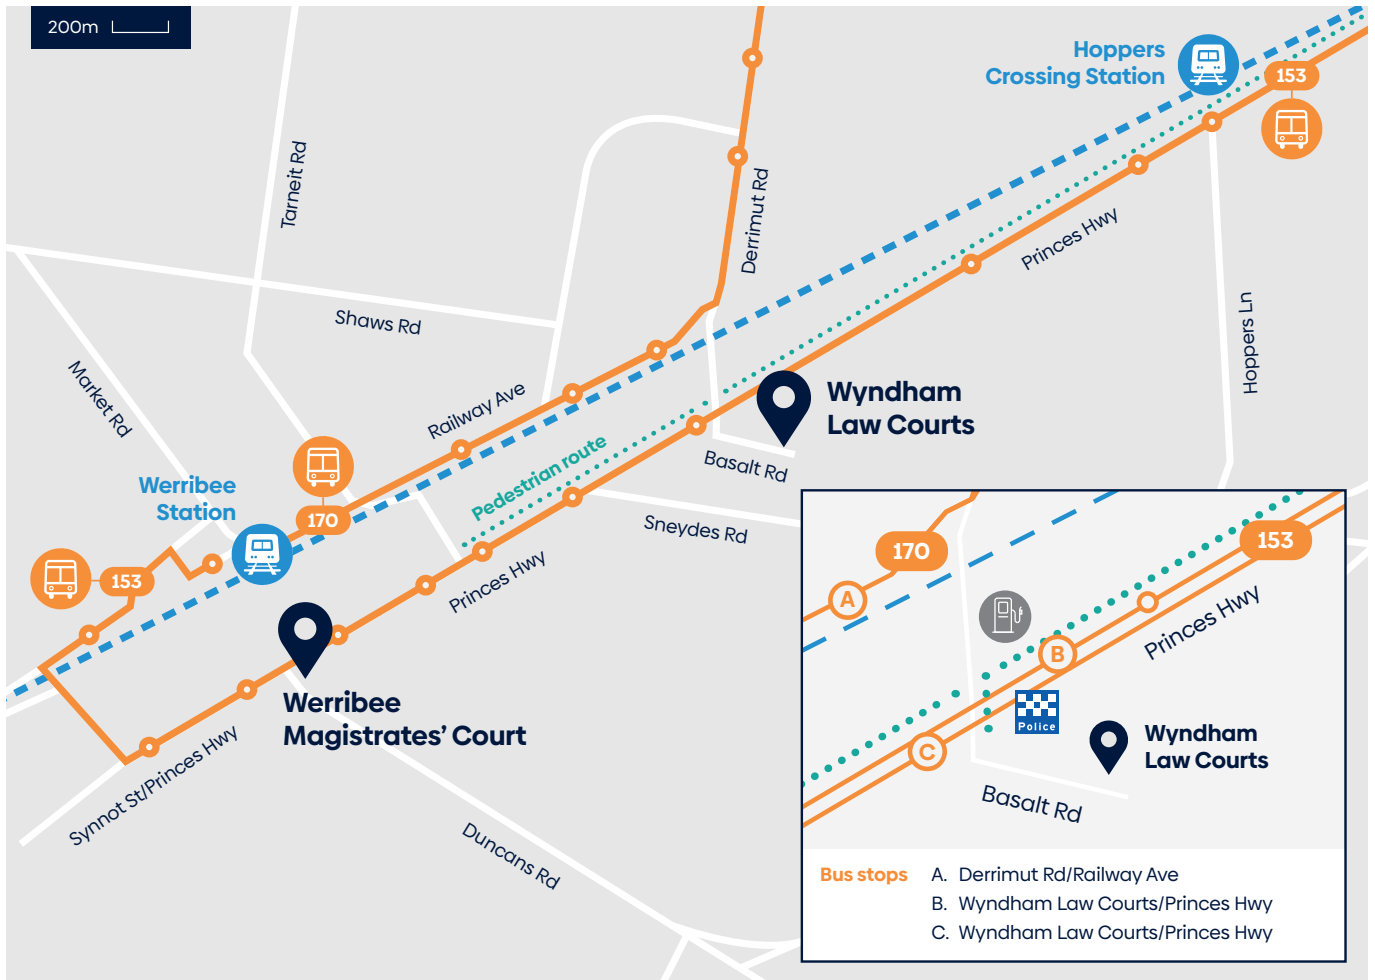 200m
Hoppers
Crossing Station
153
Tarneit Rd
Derrimut Rd
Princes Hwy
Shaws Rd
Hoppers Ln
Market Rd
Railway Ave
Wyndham
Law Courts
Pedestrian route
Basalt Rd
Werribee
Station
170
Sneydes Rd
153
Princes Hwy
Werribee
Magistrates’ Court
Synnot St/Princes Hwy
Duncans Rd
170
153
A
B
Princes Hwy
Police
C
Wyndham
Law Courts
Basalt Rd
Bus stops
A. Derrimut Rd/Railway Ave
B. Wyndham Law Courts/Princes Hwy
C. Wyndham Law Courts/Princes Hwy